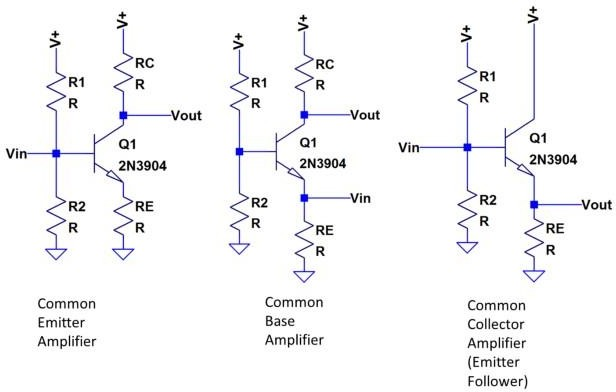 V+
R1
R
V+
RC
R
Vout
Vin
Q1
2N3904
R2
R
RE
R
Common
Emitter
Amplifier
V+
R1
R
V+
RC
R
Vout
Q1
2N3904
Vin
R2
R
RE
R
Common
Base
Amplifier
V+
R1
R
V+
Vin
Q1
2N3904
R2
R
Vout
RE
R
Common
Collector
Amplifier
(Emitter
Follower)